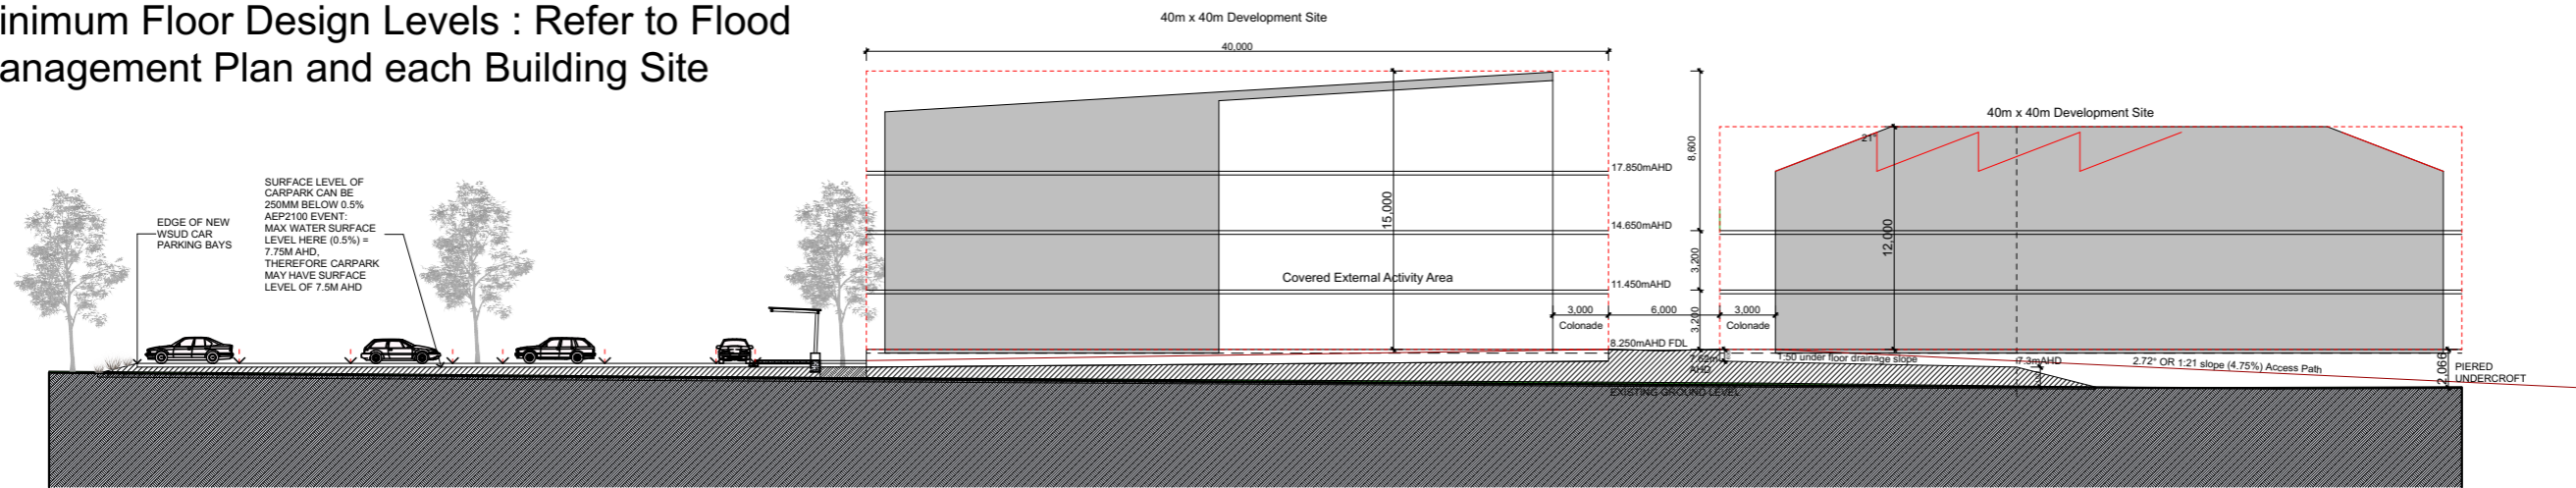 inimum Floor Design Levels : Refer to Flood
anagement Plan and each Building Site
40m x 40m Development Site
40,000
EDGE OF NEW
WSUD CAR
PARKING BAYS
SURFACE LEVEL OF
CARPARK CAN BE
250MM BELOW 0.5%
AEP2100 EVENT:
MAX WATER SURFACE
LEVEL HERE (0.5%) =
7.75M AHD,
THEREFORE CARPARK
MAY HAVE SURFACE
LEVEL OF 7.5M AHD
15,000
Covered External Activity Area
17.850mAHD
14.650mAHD
11.450mAHD
8.250mAHD FDL
8,600
3,200
3,200
3,000
Colonade
6,000
3,000
Colonade
40m x 40m Development Site
21°
12,000
AHD
1:50 under floor drainage slope
7.3mAHD
2.72° OR 1:21 slope (4.75%) Access Path
2,066
PIERED
UNDERCROFT
EXISTING GROUND LEVEL